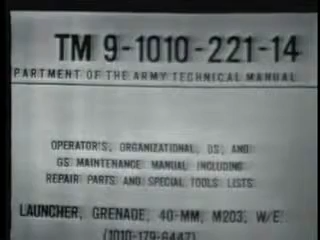 TM 9-1010-221-14
PARTMENT OF THE ARMY TECHNICAL MANUAL
OPERATOR'S, ORGANIZATIONAL, DS, AND
GS MAINTENANCE MANUAL INCLUDING
REPAIR PARTS AND SPECIAL TOOLS LISTS
LAUNCHER, GRENADE, 40-MM, M203, W/E
(1010-179-6447)